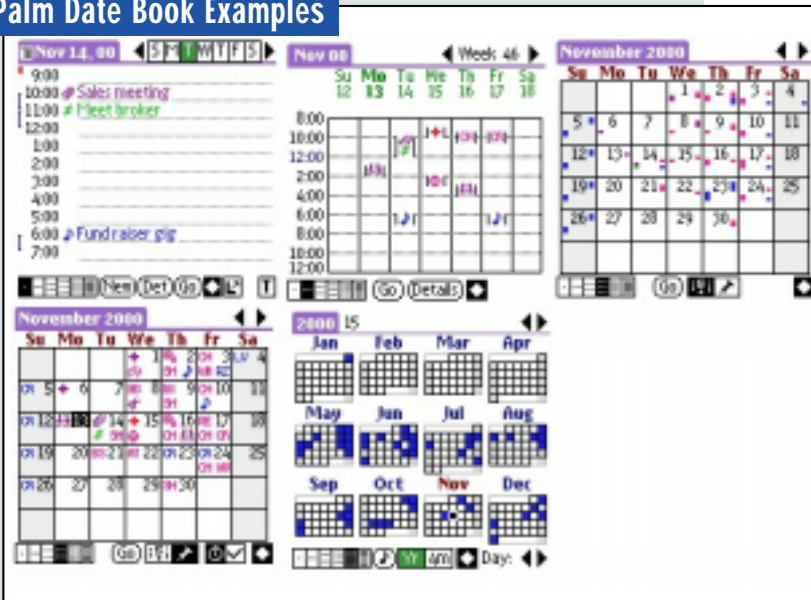 Palm Date Book Examples
Nov 14, 00 S M T W T F S
9:00
10:00 Sales meeting
11:00 Meet broker
12:00
1:00
2:00
3:00
4:00
5:00
6:00 Fund raiser gig
7:00
New Det Go T
Nov 00 Week: 46
Su Mo Tu We Th Fr Sa
12 13 14 15 16 17 18
8:00
10:00
12:00
2:00
4:00
6:00
8:00
10:00
12:00
Go Details
November 2000
Su Mo Tu We Th Fr Sa
1 2 3 4
5 6 7 8 9 10 11
12 13 14 15 16 17 18
19 20 21 22 23 24 25
26 27 28 29 30
Go
November 2000
Su Mo Tu We Th Fr Sa
1 2 3 4
5 6 7 8 9 10 11
12 14 15 16 17 18
19 20 21 22 23 24 25
26 27 28 29 30
Go
2000 15
Jan Feb Mar Apr
May Jun Jul Aug
Sep Oct Nov Dec
Day: